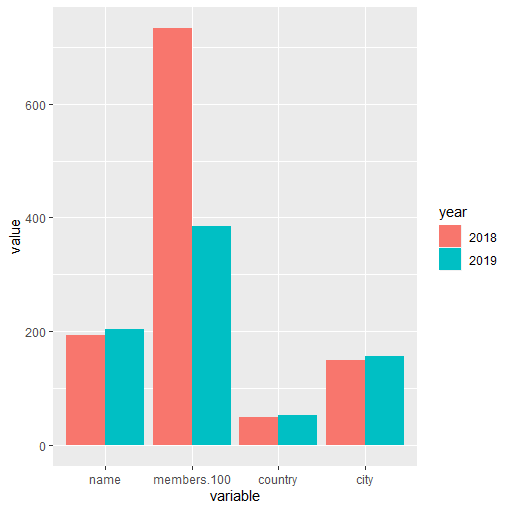 value
600
400
200
0
name
members.100
country
city
variable
year
2018
2019